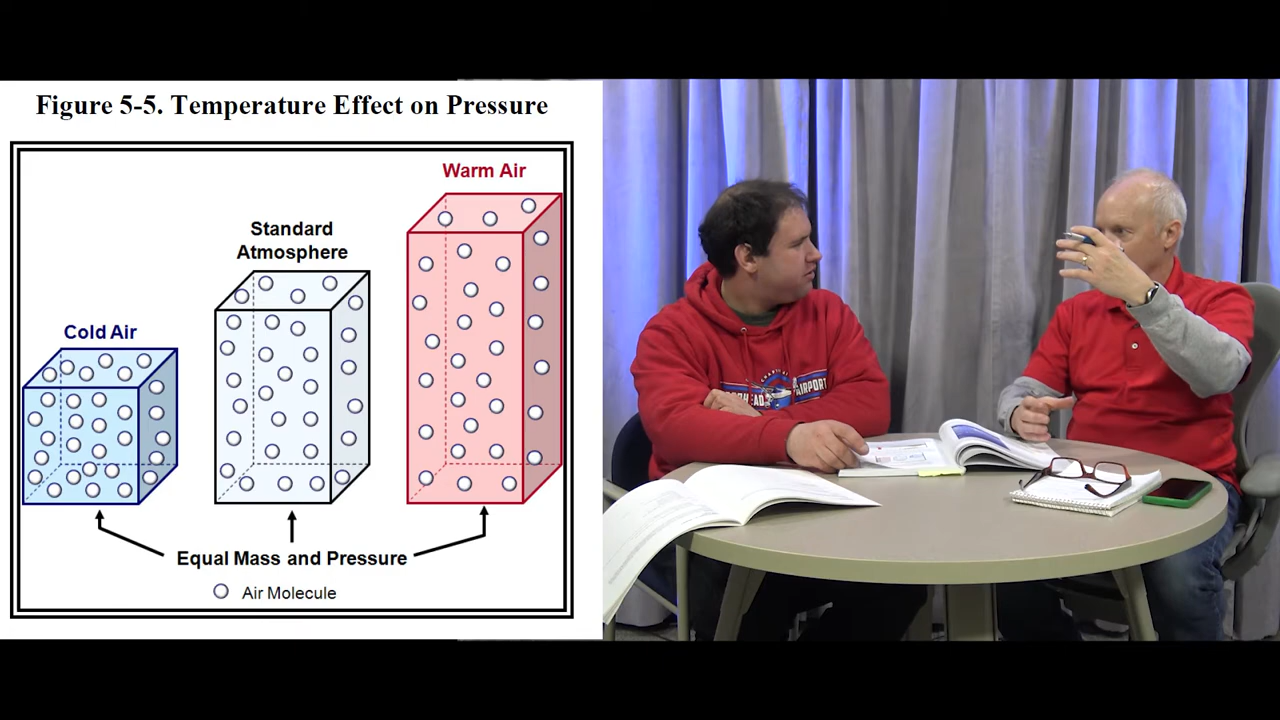 Figure 5-5. Temperature Effect on Pressure
Warm Air
Standard
Atmosphere
Cold Air
Equal Mass and Pressure
Air Molecule
AIRPORT